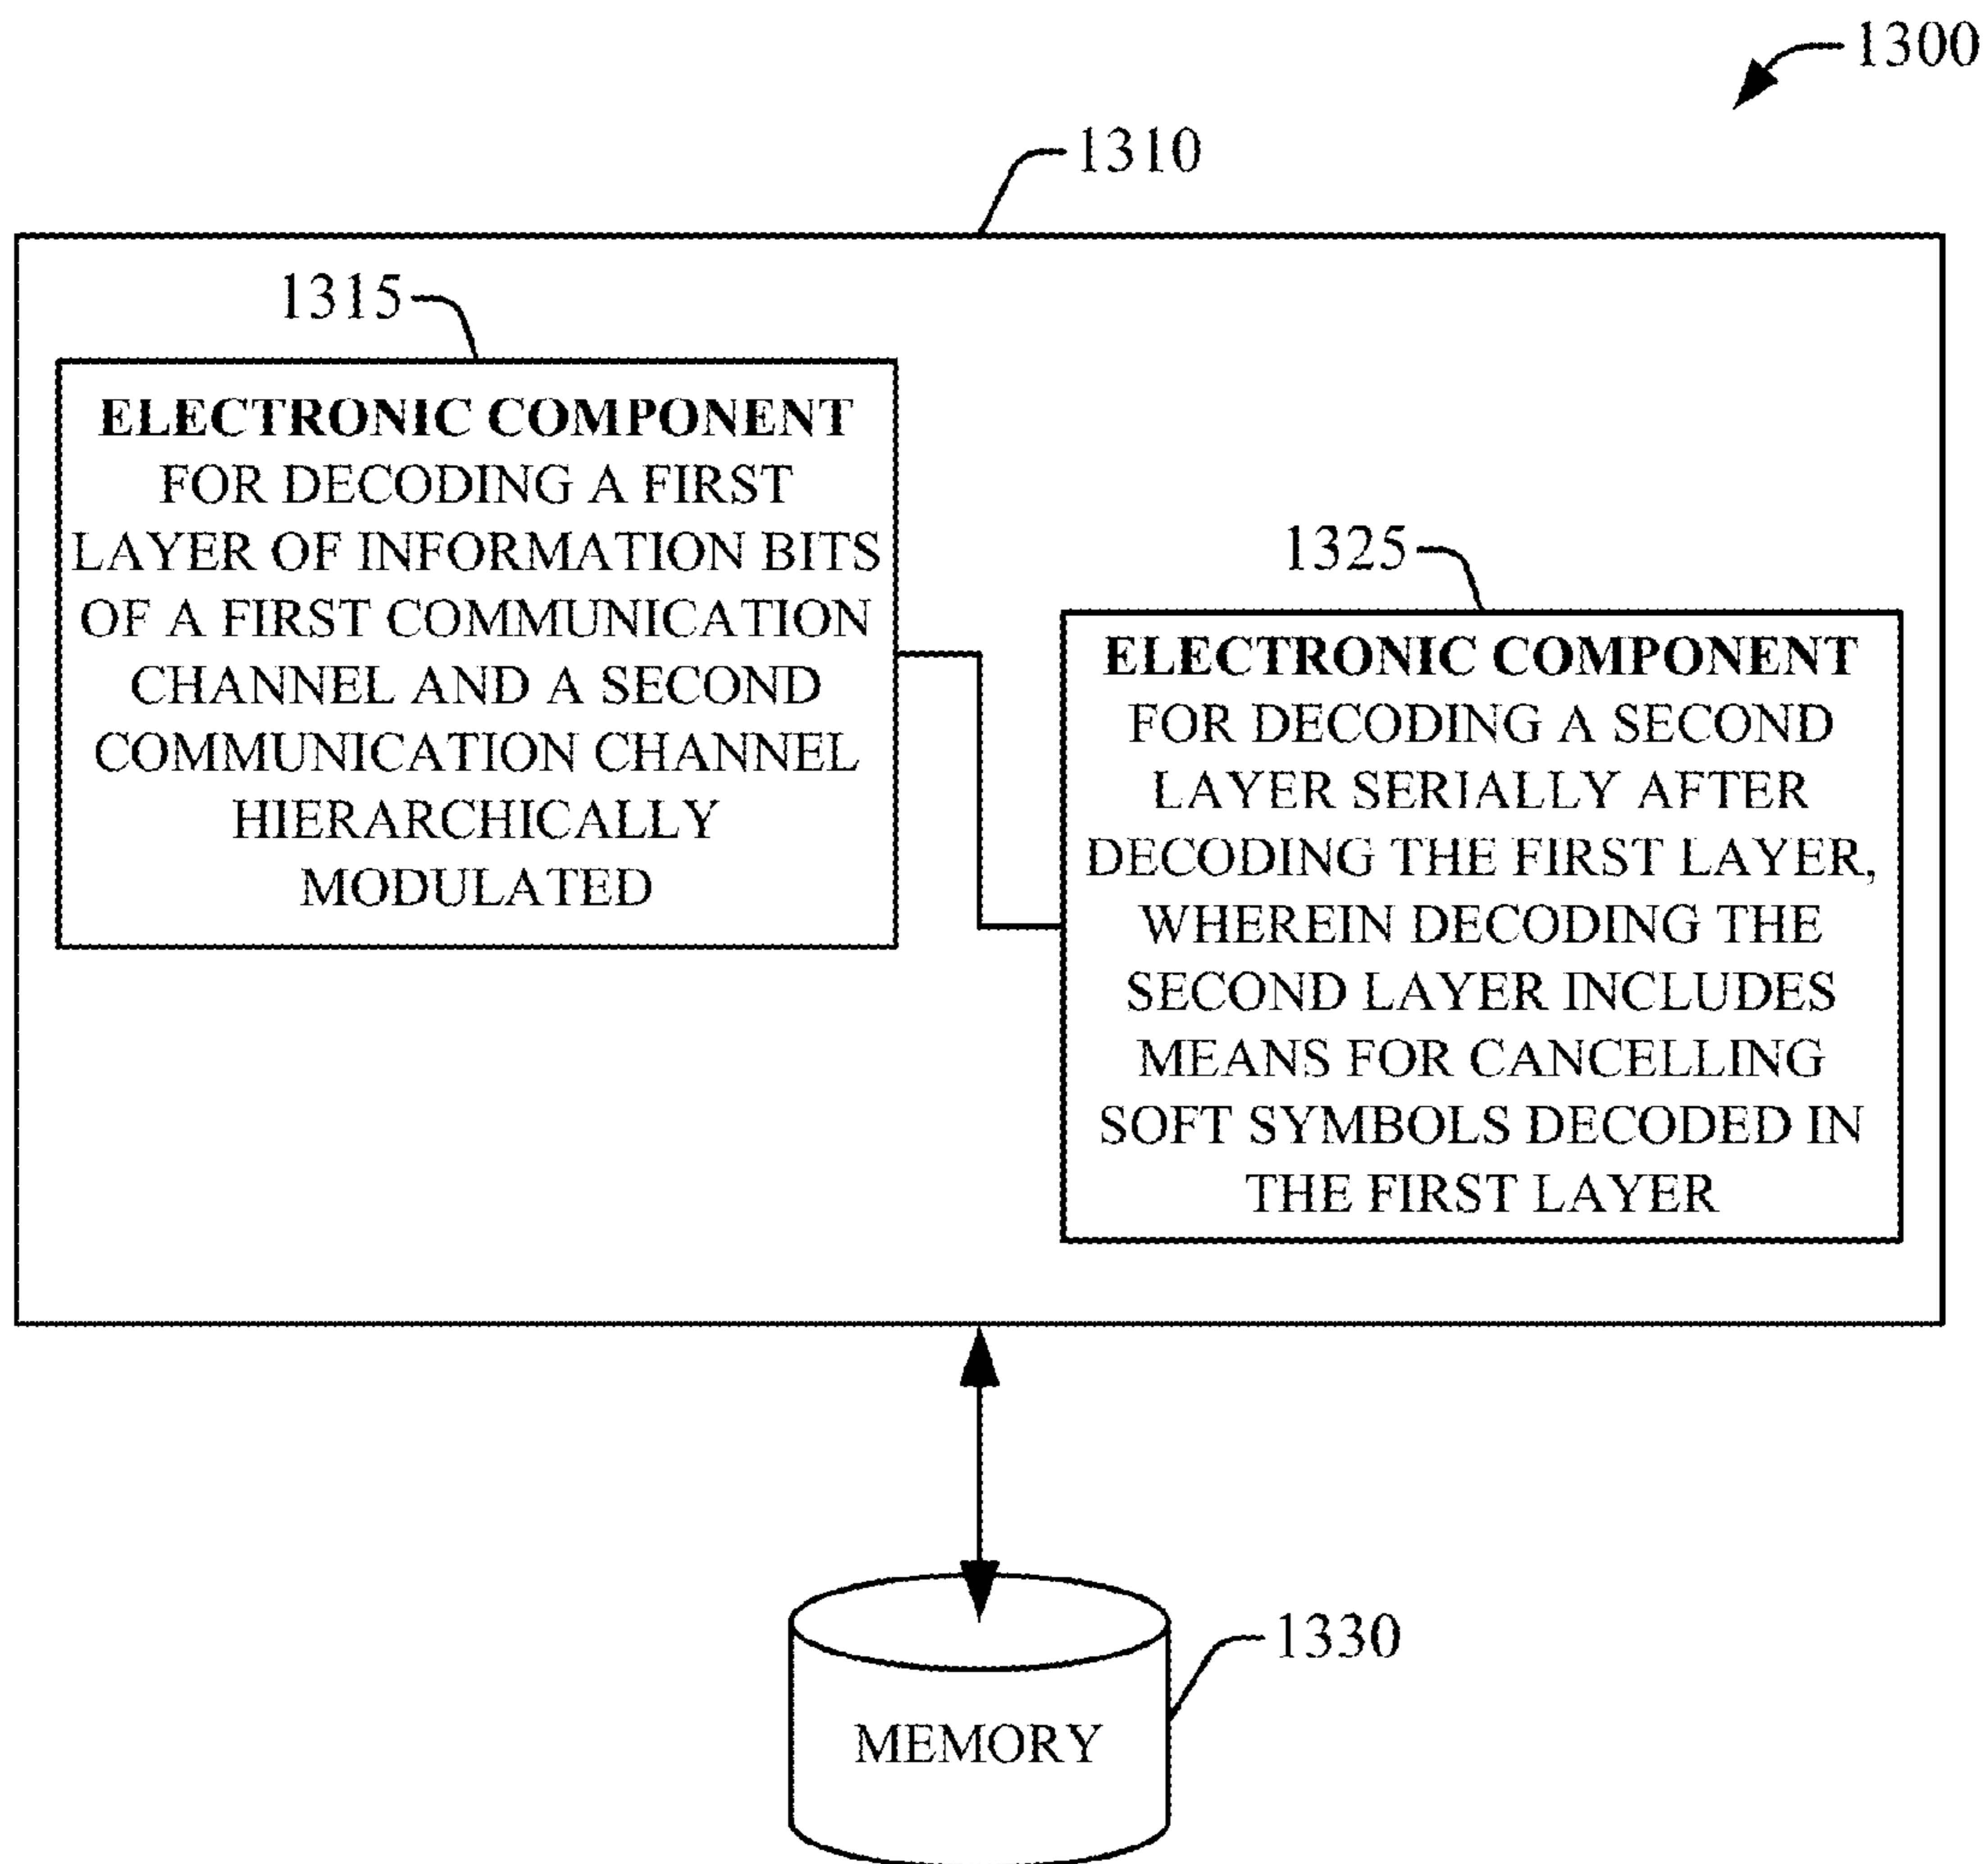 1300
1310
1315
ELECTRONIC COMPONENT
FOR DECODING A FIRST
LAYER OF INFORMATION BITS
OF A FIRST COMMUNICATION
CHANNEL AND A SECOND
COMMUNICATION CHANNEL
HIERARCHICALLY
MODULATED
1325
ELECTRONIC COMPONENT
FOR DECODING A SECOND
LAYER SERIALLY AFTER
DECODING THE FIRST LAYER,
WHEREIN DECODING THE
SECOND LAYER INCLUDES
MEANS FOR CANCELLING
SOFT SYMBOLS DECODED IN
THE FIRST LAYER
1330
MEMORY